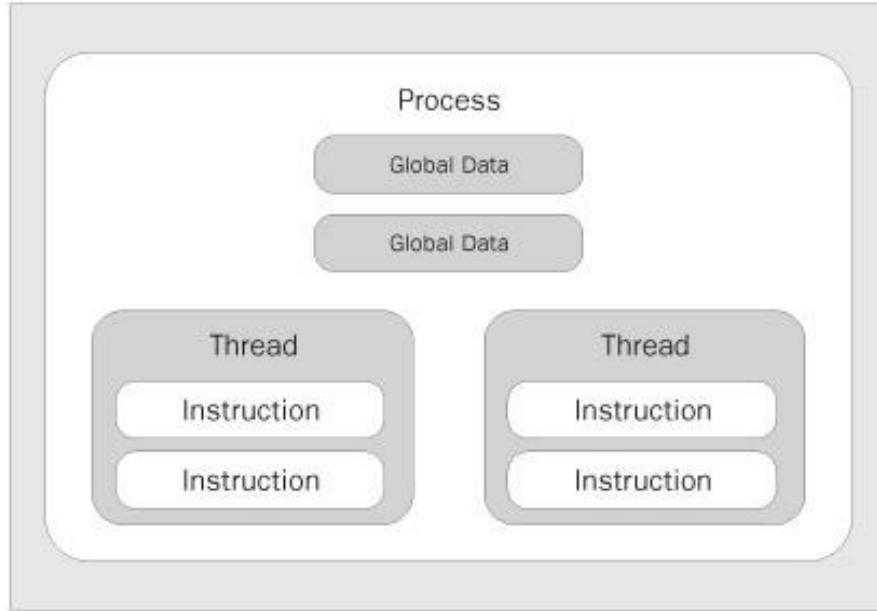 Process
Global Data
Global Data
Thread
Instruction
Instruction
Thread
Instruction
Instruction